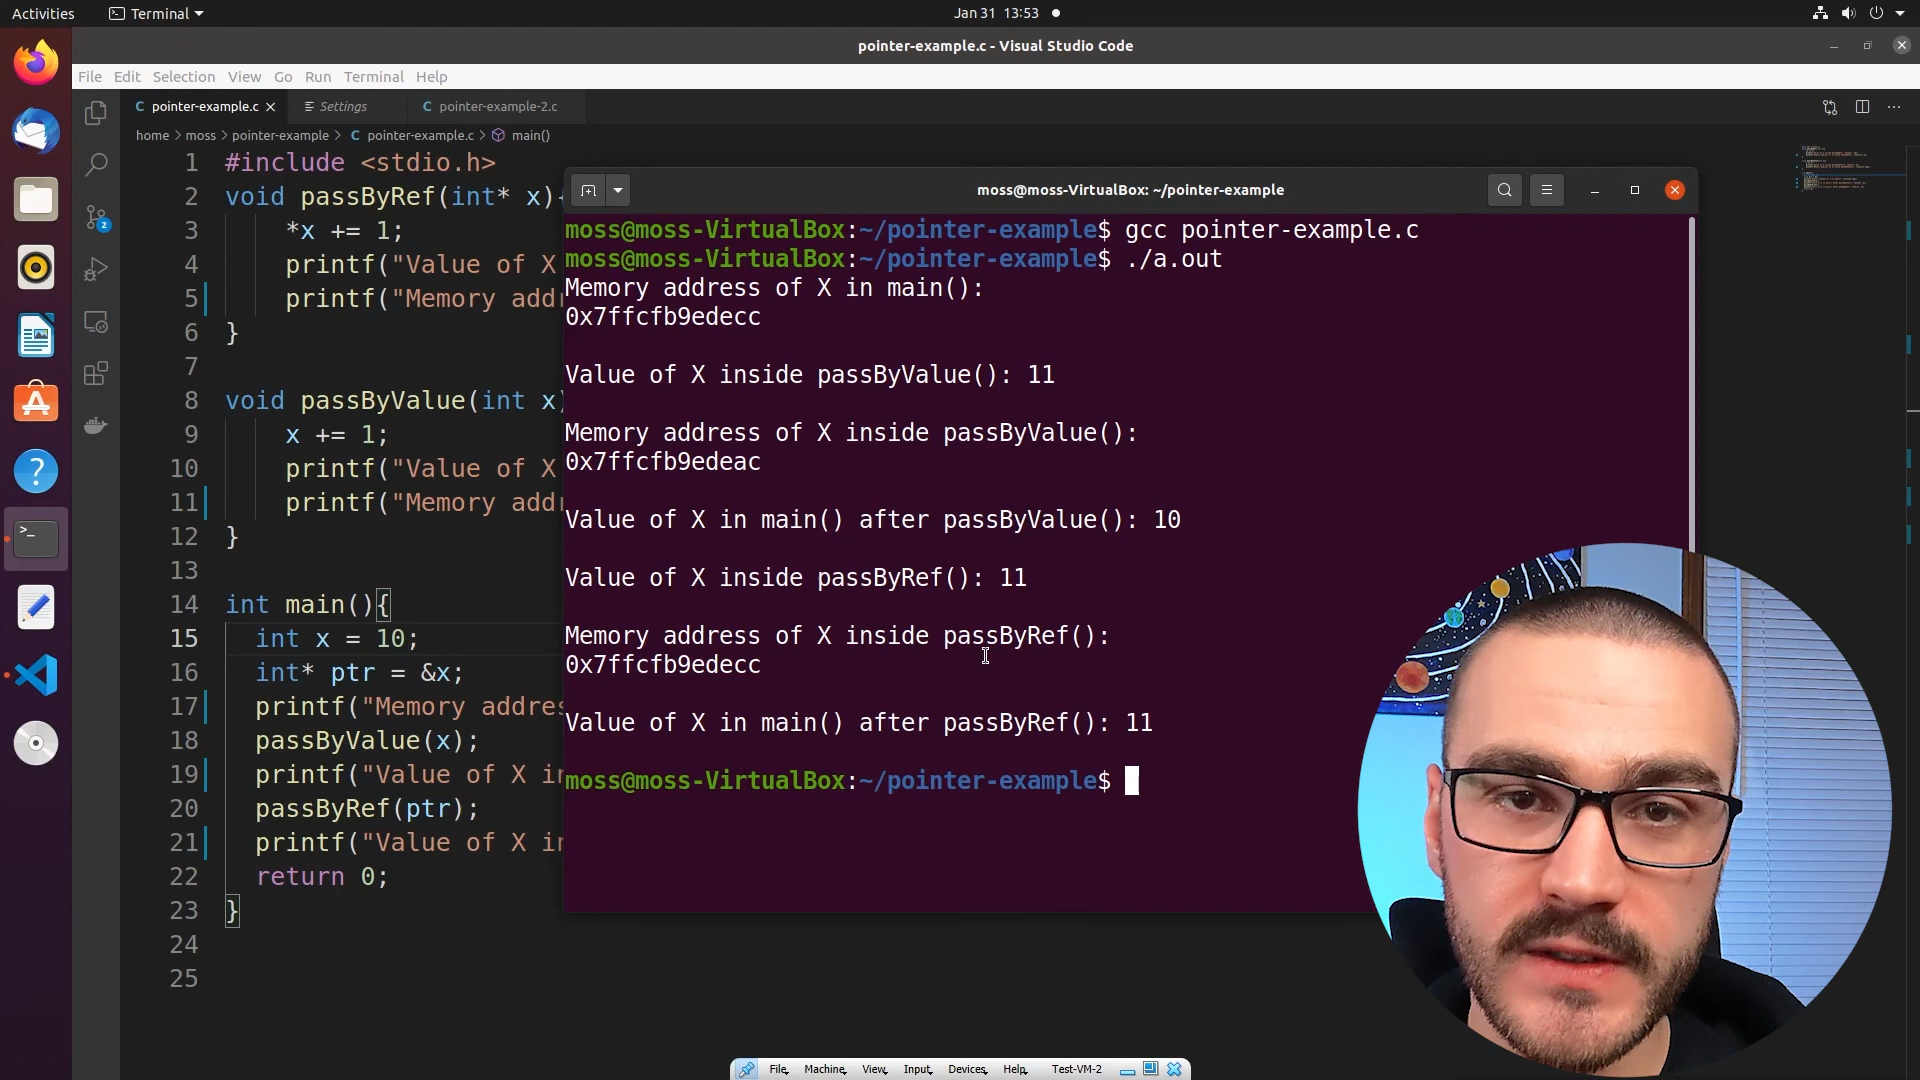 Activities
Terminal
Jan 31 13:53
pointer-example.c - Visual Studio Code
File Edit Selection View Go Run Terminal Help
C pointer-example.c
Settings
C pointer-example-2.c
home > moss > pointer-example > C pointer-example.c > main()
1 #include <stdio.h>
2 void passByRef(int* x){
3 *x += 1;
4 printf("Value of X
5 printf("Memory addr
6 }
7
8 void passByValue(int x)
9 x += 1;
10 printf("Value of X
11 printf("Memory addr
12 }
13
14 int main(){
15 int x = 10;
16 int* ptr = &x;
17 printf("Memory addres
18 passByValue(x);
19 printf("Value of X in
20 passByRef(ptr);
21 printf("Value of X in
22 return 0;
23 }
24
25
2
moss@moss-VirtualBox: ~/pointer-example
moss@moss-VirtualBox:~/pointer-example$ gcc pointer-example.c
moss@moss-VirtualBox:~/pointer-example$ ./a.out
Memory address of X in main():
0x7ffcfb9edecc
Value of X inside passByValue(): 11
Memory address of X inside passByValue():
0x7ffcfb9edeac
Value of X in main() after passByValue(): 10
Value of X inside passByRef(): 11
Memory address of X inside passByRef():
0x7ffcfb9edecc
Value of X in main() after passByRef(): 11
moss@moss-VirtualBox:~/pointer-example$
File Machine View Input Devices Help Test-VM-2